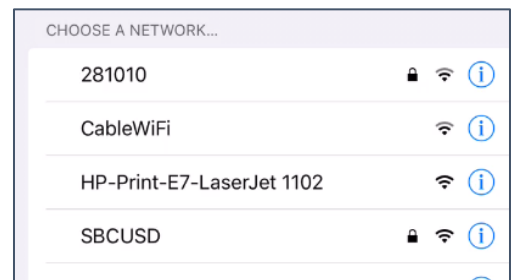 CHOOSE A NETWORK...
281010
CableWiFi
HP-Print-E7-LaserJet 1102
SBCUSD